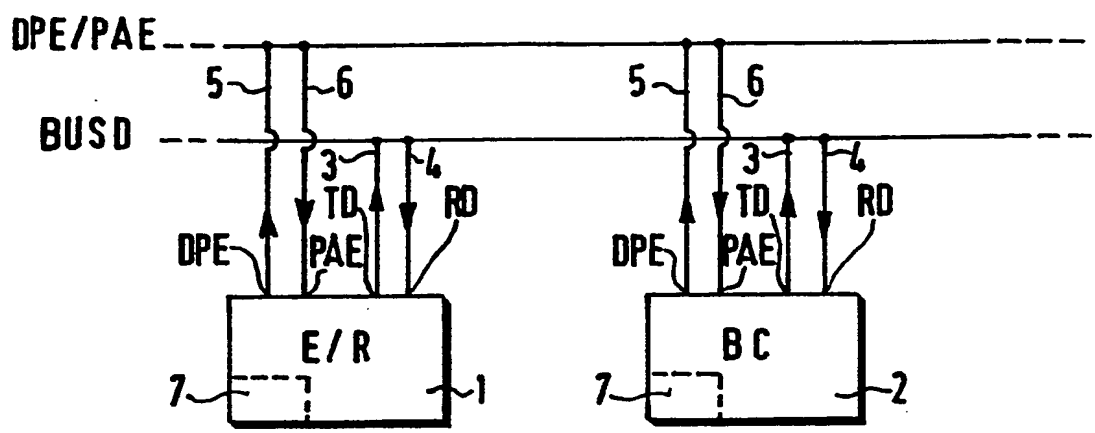 DPE/PAE
5 6 5 6
BUSD
3 4 3 4
TD RD TD RD
DPE PAE DPE PAE
E/R BC
7 1 7 2